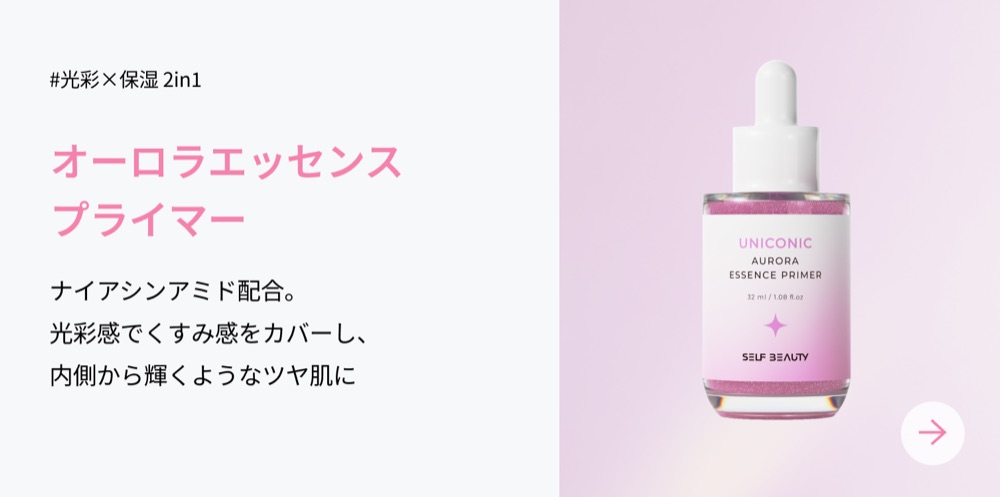 #光彩×保湿 2in1
オーロラエッセンス
プライマー
ナイアシンアミド配合。
光彩感でくすみ感をカバーし、
内側から輝くようなツヤ肌に
UNICONIC
AURORA
ESSENCE PRIMER
32 ml / 1.08 fl.oz
SELF BEAUTY